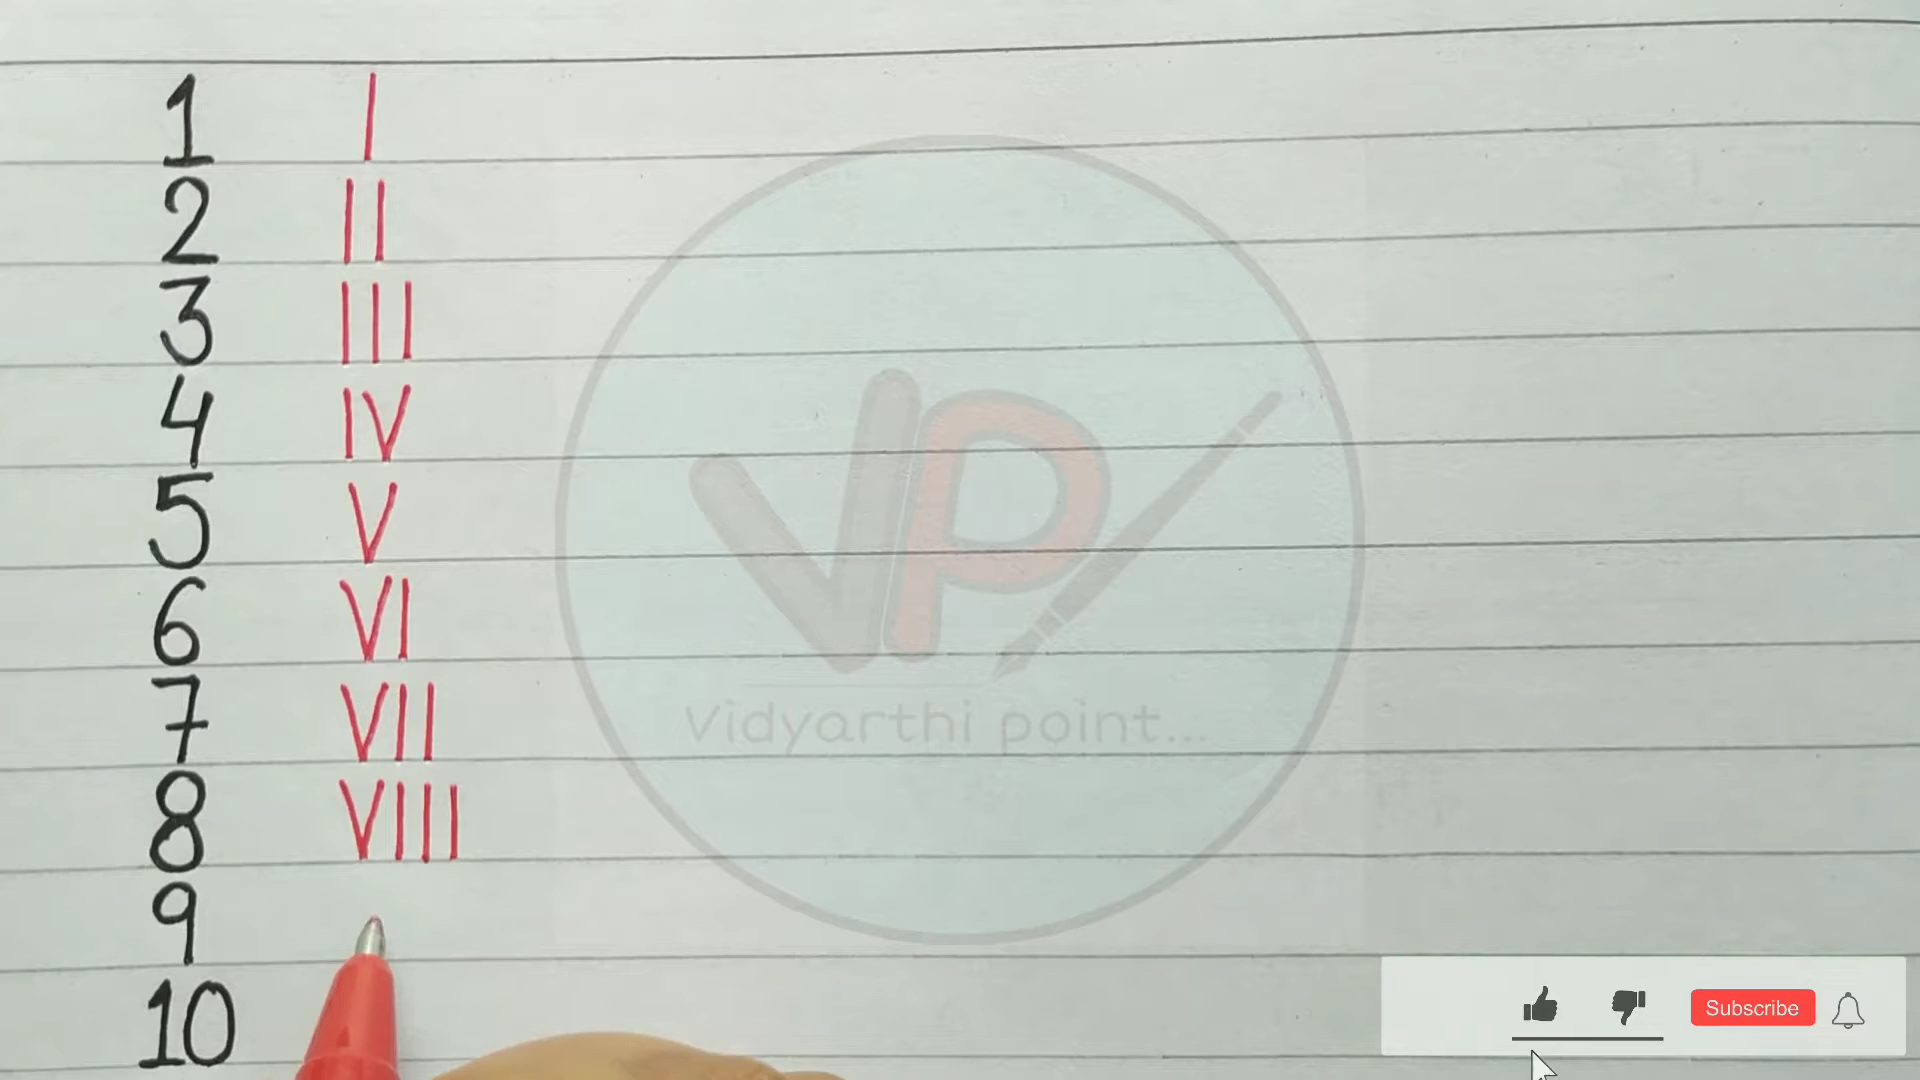 1 I
2 II
3 III
4 IV
5 V
6 VI
7 VII
8 VIII
9
10
VP
Vidyarthi point...
Subscribe